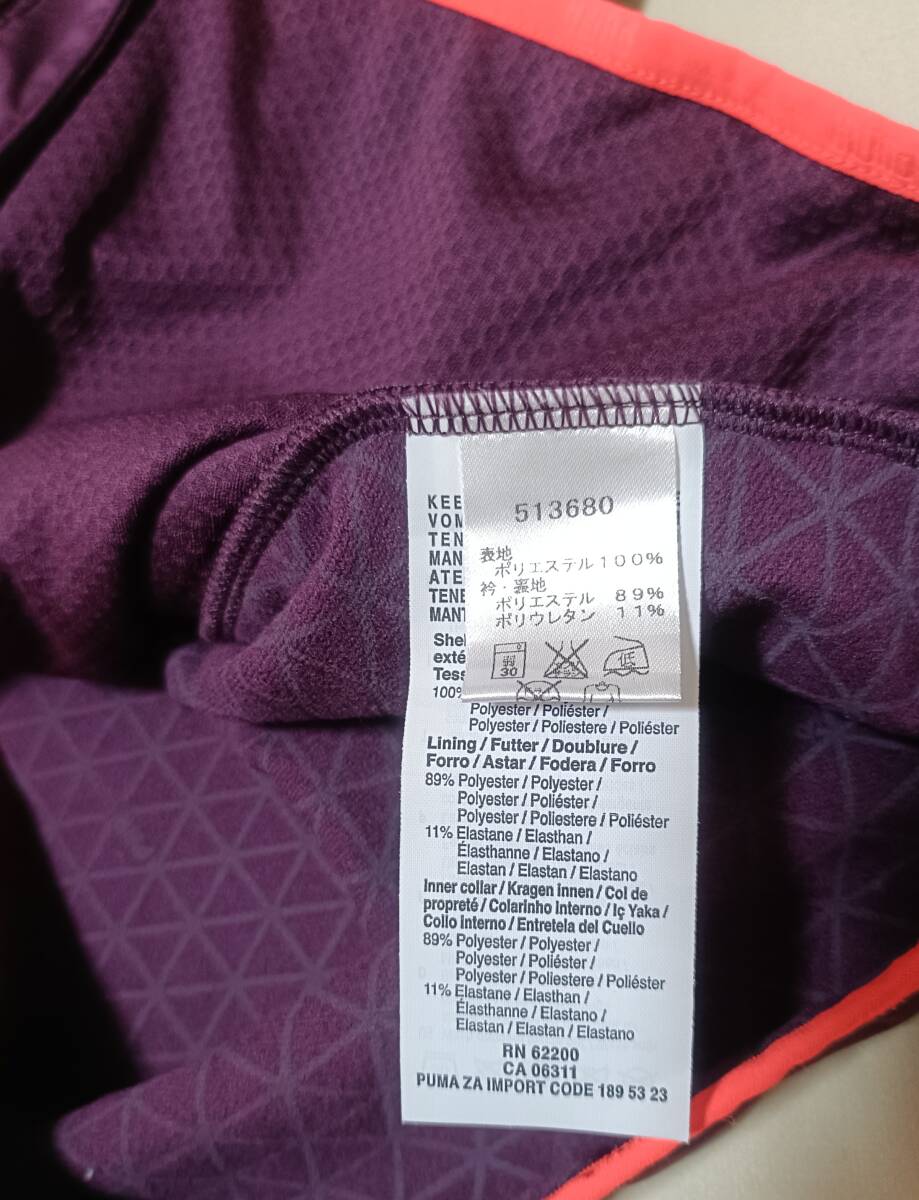 513680
表地
ポリエステル100%
衿・裏地
ポリエステル 89%
ポリウレタン 11%
弱
30
低
KEE
VON
TEN
MAN
ATE
TENE
MANT
Shel
exté
Tess
100%
Polyester / Poliéster /
Polyester / Poliestere / Poliéster
Lining / Futter / Doublure /
Forro / Astar / Fodera / Forro
89% Polyester / Polyester /
Polyester / Poliéster /
Polyester / Poliestere / Poliéster
11% Elastane / Elasthan /
Élasthanne / Elastano /
Elastan / Elastan / Elastano
Inner collar / Kragen innen / Col de
propreté / Colarinho Interno / Iç Yaka /
Collo Interno / Entretela del Cuello
89% Polyester / Polyester /
Polyester / Poliéster /
Polyester / Poliestere / Poliéster
11% Elastane / Elasthan /
Élasthanne / Elastano /
Elastan / Elastan / Elastano
RN 62200
CA 06311
PUMA ZA IMPORT CODE 189 53 23